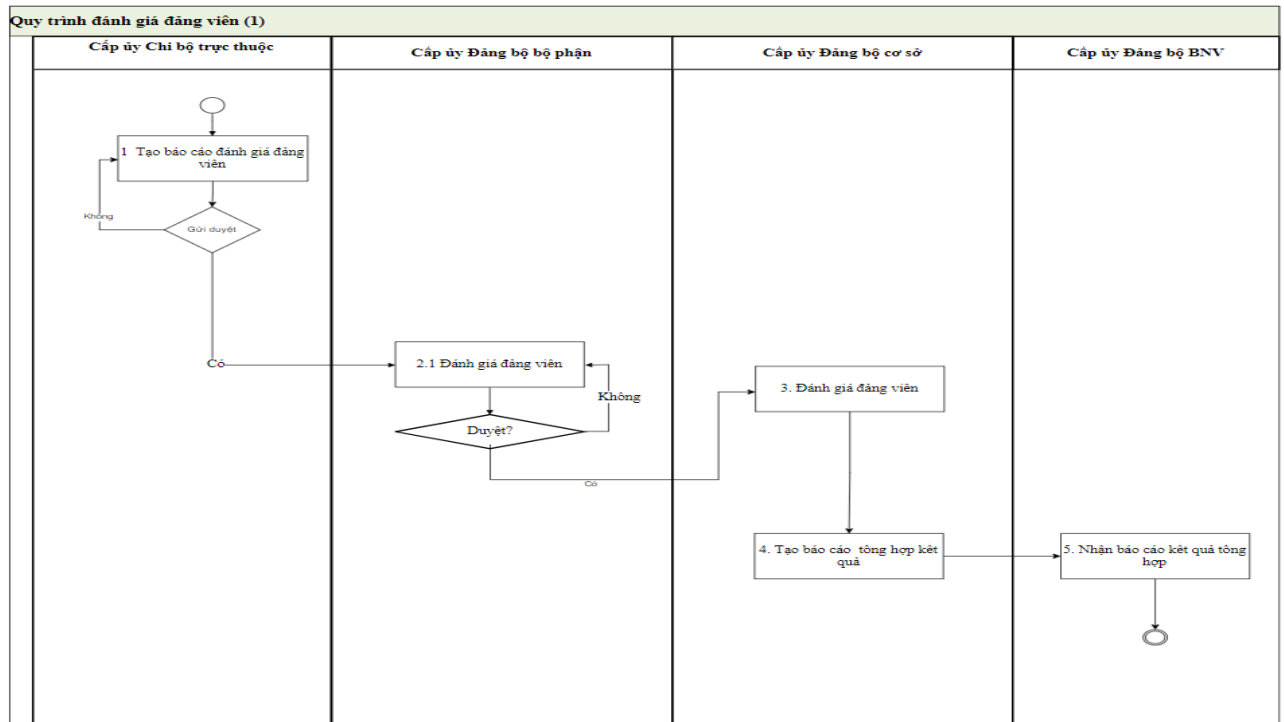 Quy trình đánh giá đảng viên (1)
Cấp ủy Chi bộ trực thuộc
Cấp ủy Đảng bộ bộ phận
Cấp ủy Đảng bộ cơ sở
Cấp ủy Đảng bộ BNV
1 Tạo báo cáo đánh giá đảng
viên
Không
Gửi duyệt
Có
2.1 Đánh giá đảng viên
Không
Duyệt?
Có
3. Đánh giá đảng viên
4. Tạo báo cáo tổng hợp kết
quả
5. Nhận báo cáo kết quả tổng
hợp